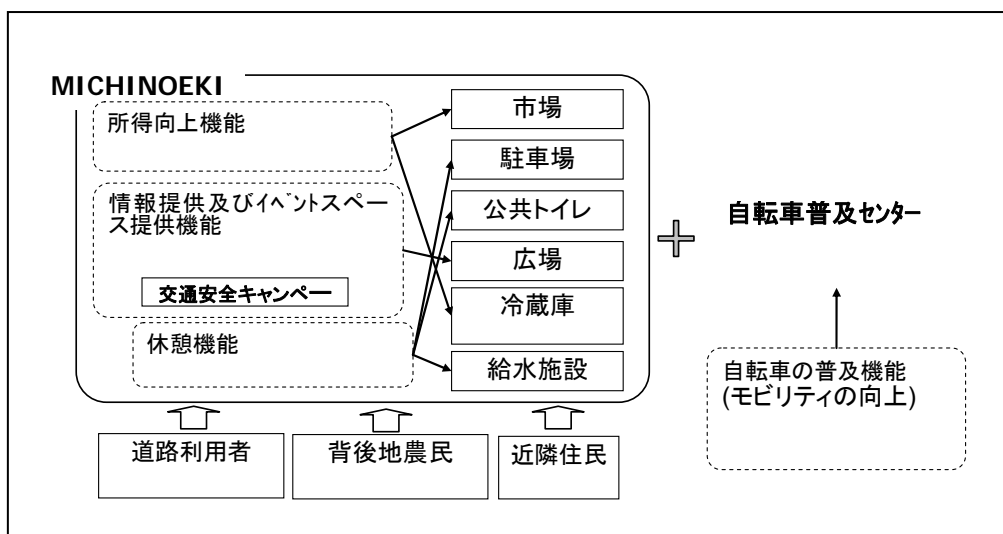 MICHINOEKI
所得向上機能
情報提供及びｲﾍﾞﾝﾄスペー
ス提供機能
交通安全キャンペー
休憩機能
市場
駐車場
公共トイレ
広場
冷蔵庫
給水施設
自転車普及ｾﾝﾀｰ
自転車の普及機能
(モビリティの向上)
道路利用者
背後地農民
近隣住民